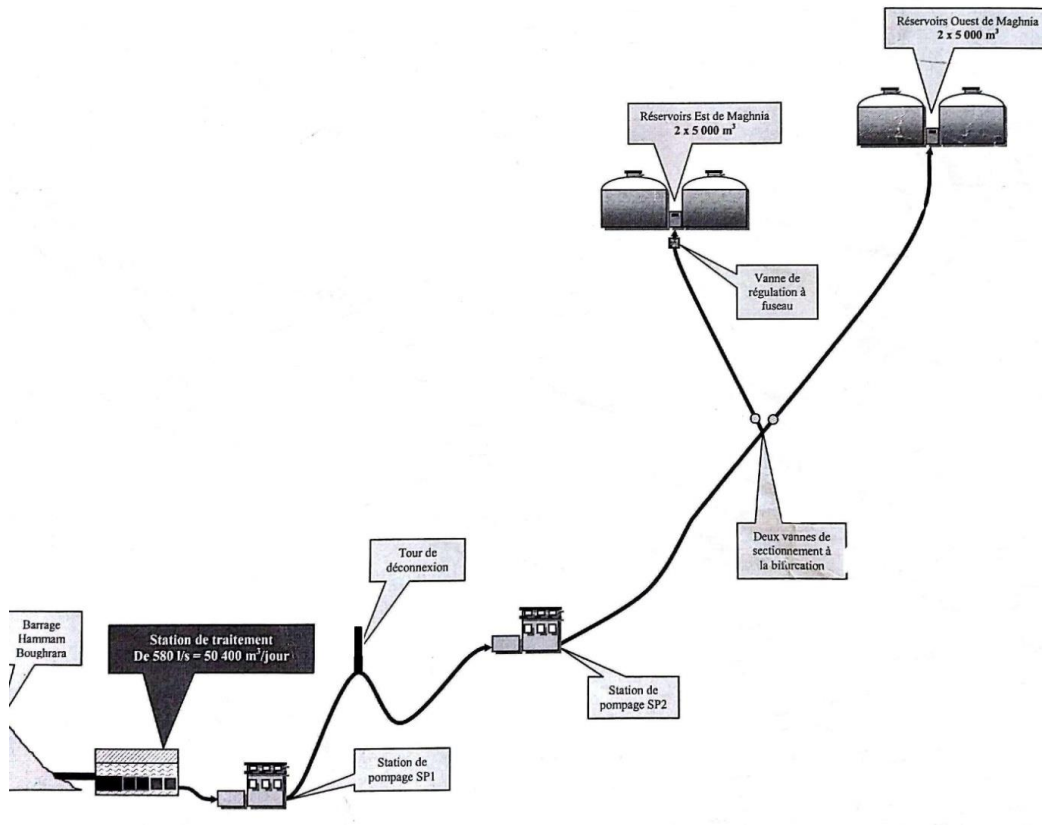 Réservoirs Ouest de Maghnia
2 x 5 000 m³
Réservoirs Est de Maghnia
2 x 5 000 m³
Vanne de
régulation à
fuseau
Deux vannes de
sectionnement à
la bifurcation
Tour de
déconnexion
Barrage
Hammam
Boughrara
Station de traitement
De 580 l/s = 50 400 m³/jour
Station de
pompage SP2
Station de
pompage SP1